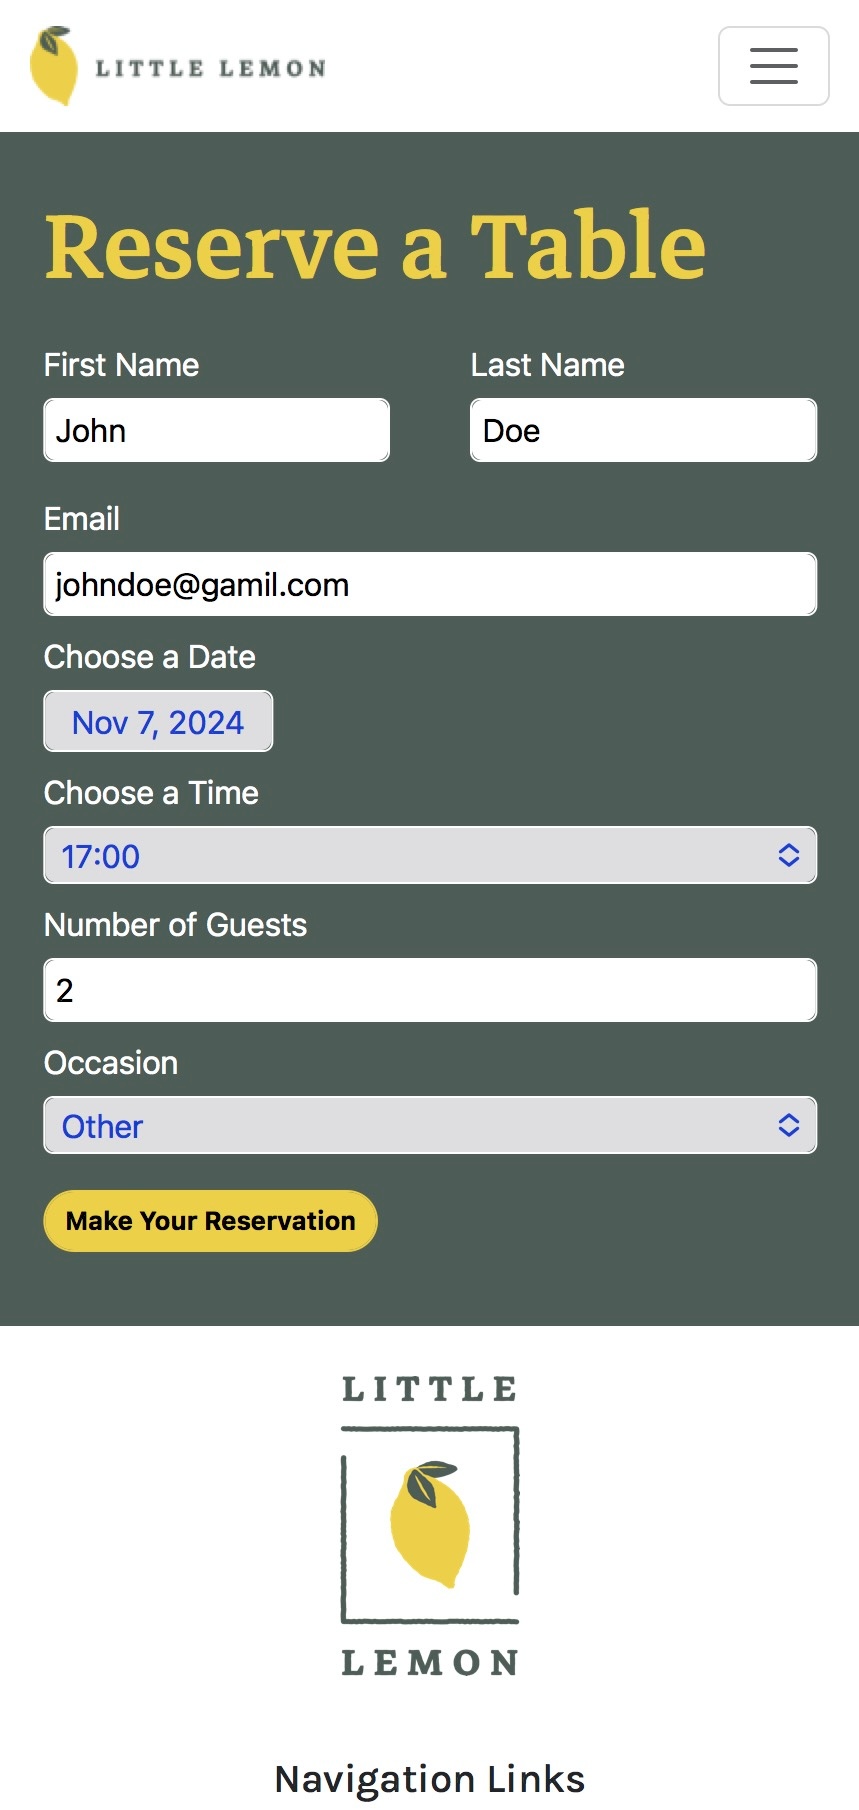 LITTLE LEMON
Reserve a Table
First Name Last Name
John Doe
Email
johndoe@gamil.com
Choose a Date
Nov 7, 2024
Choose a Time
17:00
Number of Guests
2
Occasion
Other
Make Your Reservation
LITTLE
LEMON
Navigation Links